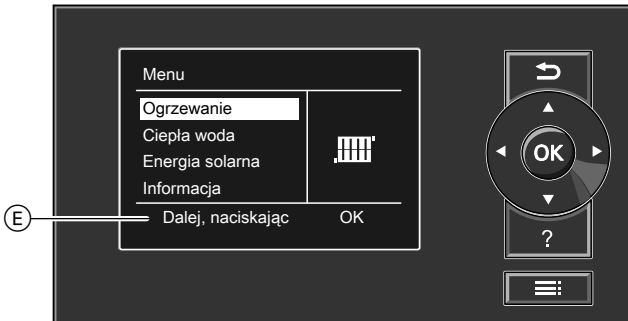 Menu
Ogrzewanie
Ciepła woda
Energia solarna
Informacja
Dalej, naciskając OK
E
OK
?